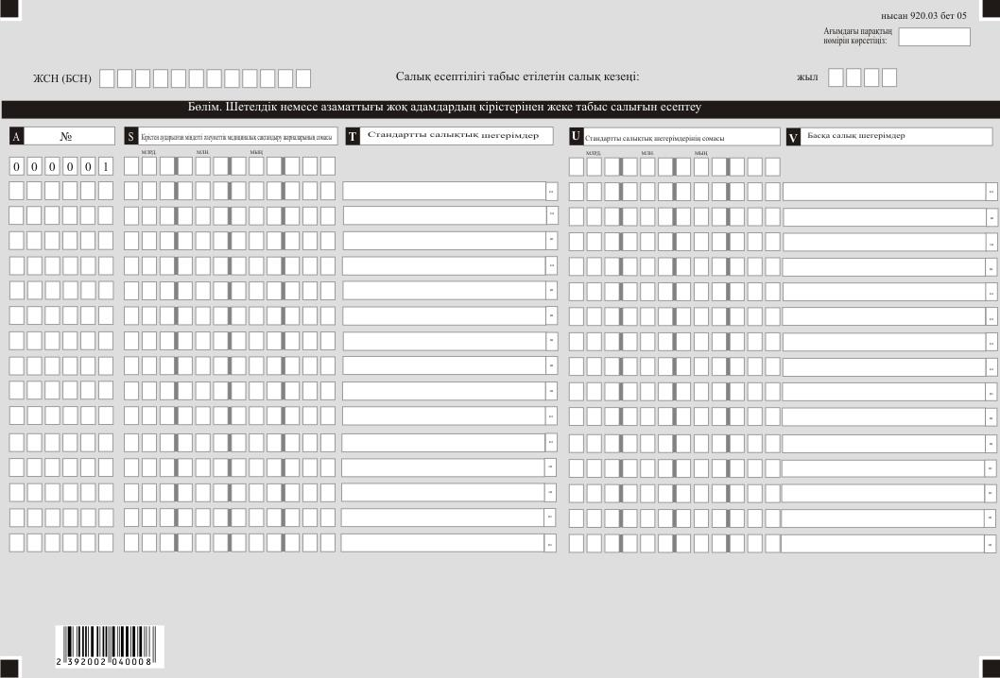 нысан 920.03 бет 05
Ағымдағы парақтың
нөмірін көрсетіңіз:
ЖСН (БСН)
Салық есептілігі табыс етілетін салық кезеңі:
жыл
Бөлім. Шетелдік немесе азаматтығы жоқ адамдардың кірістерінен жеке табыс салығын есептеу
A №
S Кірістен аударылған міндетті әлеуметтік медициналық сақтандыру жарналарының сомасы
T Стандартты салықтық шегерімдер
U Стандартты салықтық шегерімдерінің сомасы
V Басқа салық шегерімдер
МЛРД. МЛН. МЫҢ
МЛРД. МЛН. МЫҢ
0 0 0 0 0 1
2 392002 040008